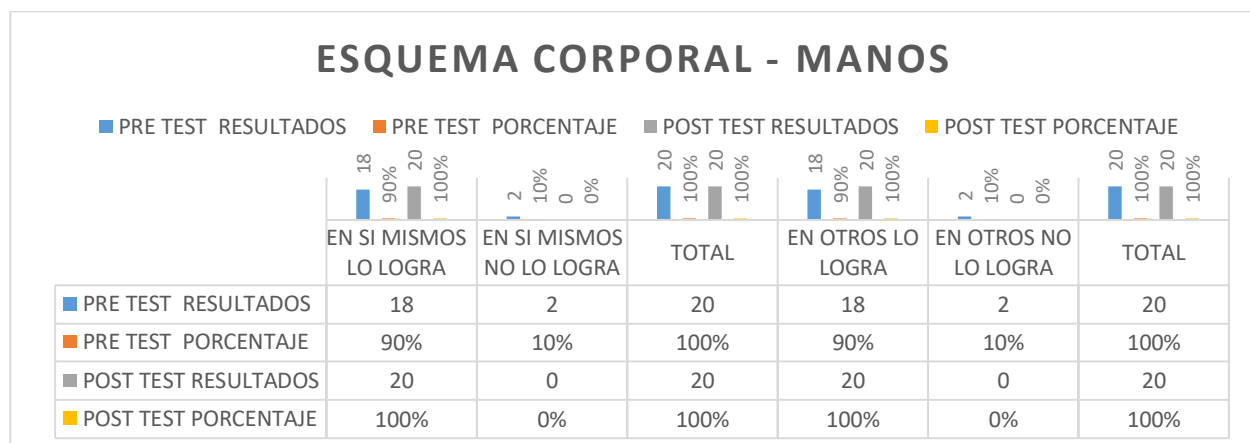 ESQUEMA CORPORAL - MANOS
PRE TEST  RESULTADOS PRE TEST  PORCENTAJE POST TEST RESULTADOS POST TEST PORCENTAJE
18 90% 20 100% 2 10% 0 0% 20 100% 20 100% 18 90% 20 100% 2 10% 0 0% 20 100% 20 100%
EN SI MISMOS EN SI MISMOS TOTAL EN OTROS LO EN OTROS NO TOTAL
LO LOGRA NO LO LOGRA LOGRA LO LOGRA
PRE TEST  RESULTADOS 18 2 20 18 2 20
PRE TEST  PORCENTAJE 90% 10% 100% 90% 10% 100%
POST TEST RESULTADOS 20 0 20 20 0 20
POST TEST PORCENTAJE 100% 0% 100% 100% 0% 100%